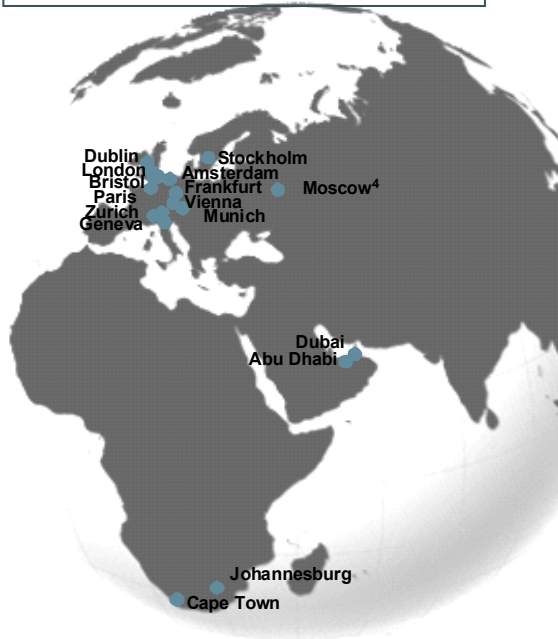 Dublin
Stockholm
London
Amsterdam
Bristol
Frankfurt
Moscow4
Paris
Vienna
Zurich
Munich
Geneva
Dubai
Abu Dhabi
Johannesburg
Cape Town